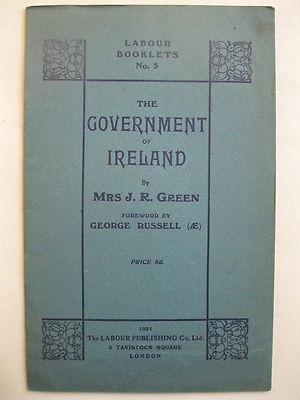 LABOUR
BOOKLETS
No. 5
THE
GOVERNMENT
OF
IRELAND
BY
MRS J. R. GREEN
FOREWORD BY
GEORGE RUSSELL (Æ)
PRICE 6d.
1921
The LABOUR PUBLISHING Co. Ltd.
6 TAVISTOCK SQUARE
LONDON